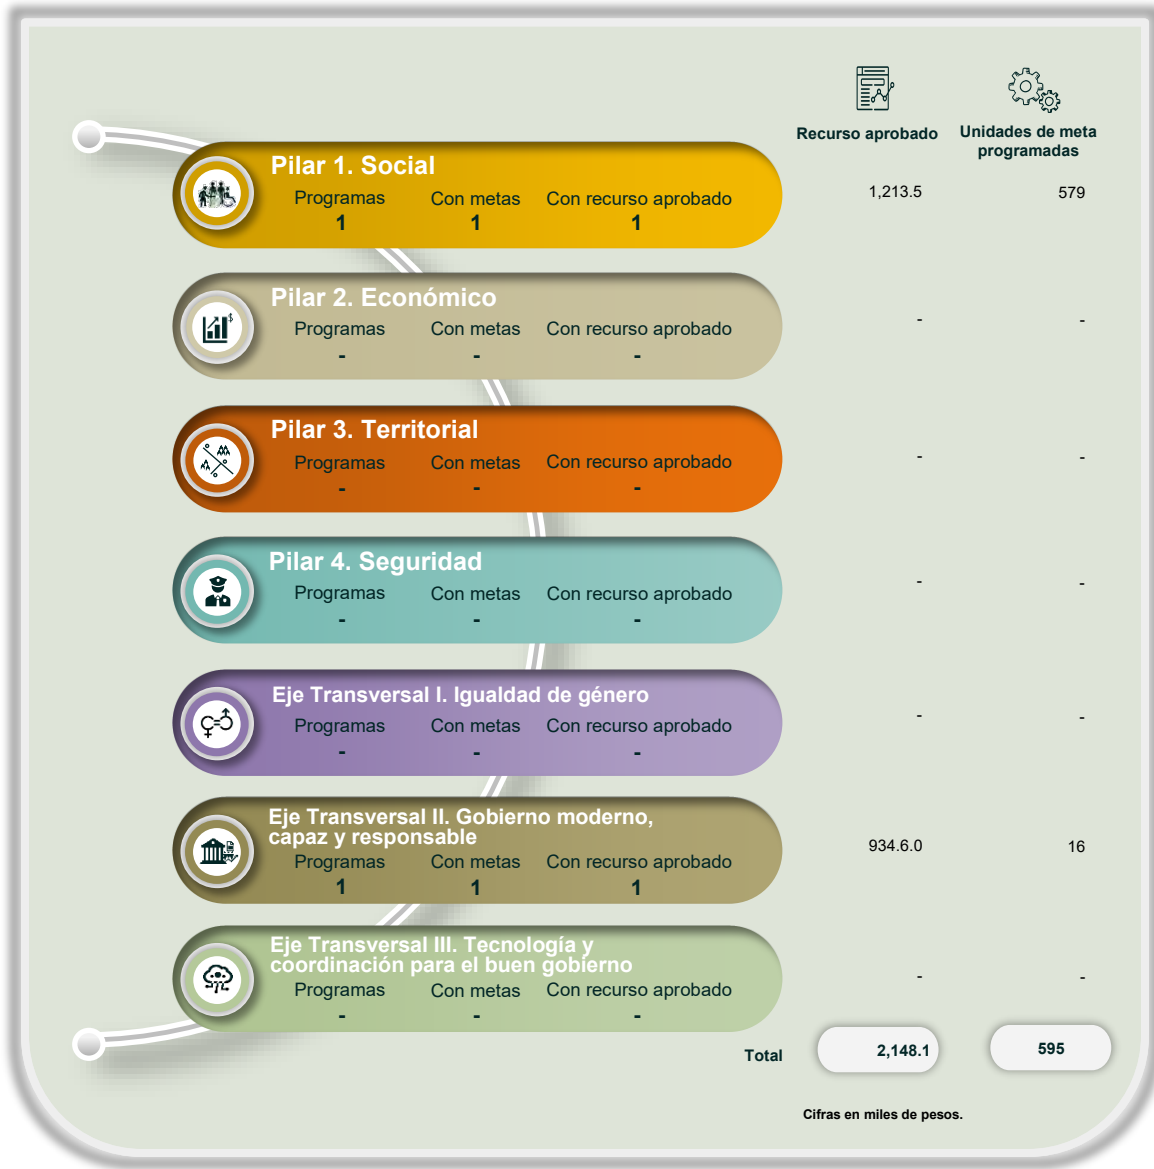 Recurso aprobado
Unidades de meta
programadas
Pilar 1. Social
Programas Con metas Con recurso aprobado
1 1 1
1,213.5 579
Pilar 2. Económico
Programas Con metas Con recurso aprobado
- - -
- -
Pilar 3. Territorial
Programas Con metas Con recurso aprobado
- - -
- -
Pilar 4. Seguridad
Programas Con metas Con recurso aprobado
- - -
- -
Eje Transversal I. Igualdad de género
Programas Con metas Con recurso aprobado
- - -
- -
Eje Transversal II. Gobierno moderno,
capaz y responsable
Programas Con metas Con recurso aprobado
1 1 1
934.6.0 16
Eje Transversal III. Tecnología y
coordinación para el buen gobierno
Programas Con metas Con recurso aprobado
- - -
- -
Total 2,148.1 595
Cifras en miles de pesos.